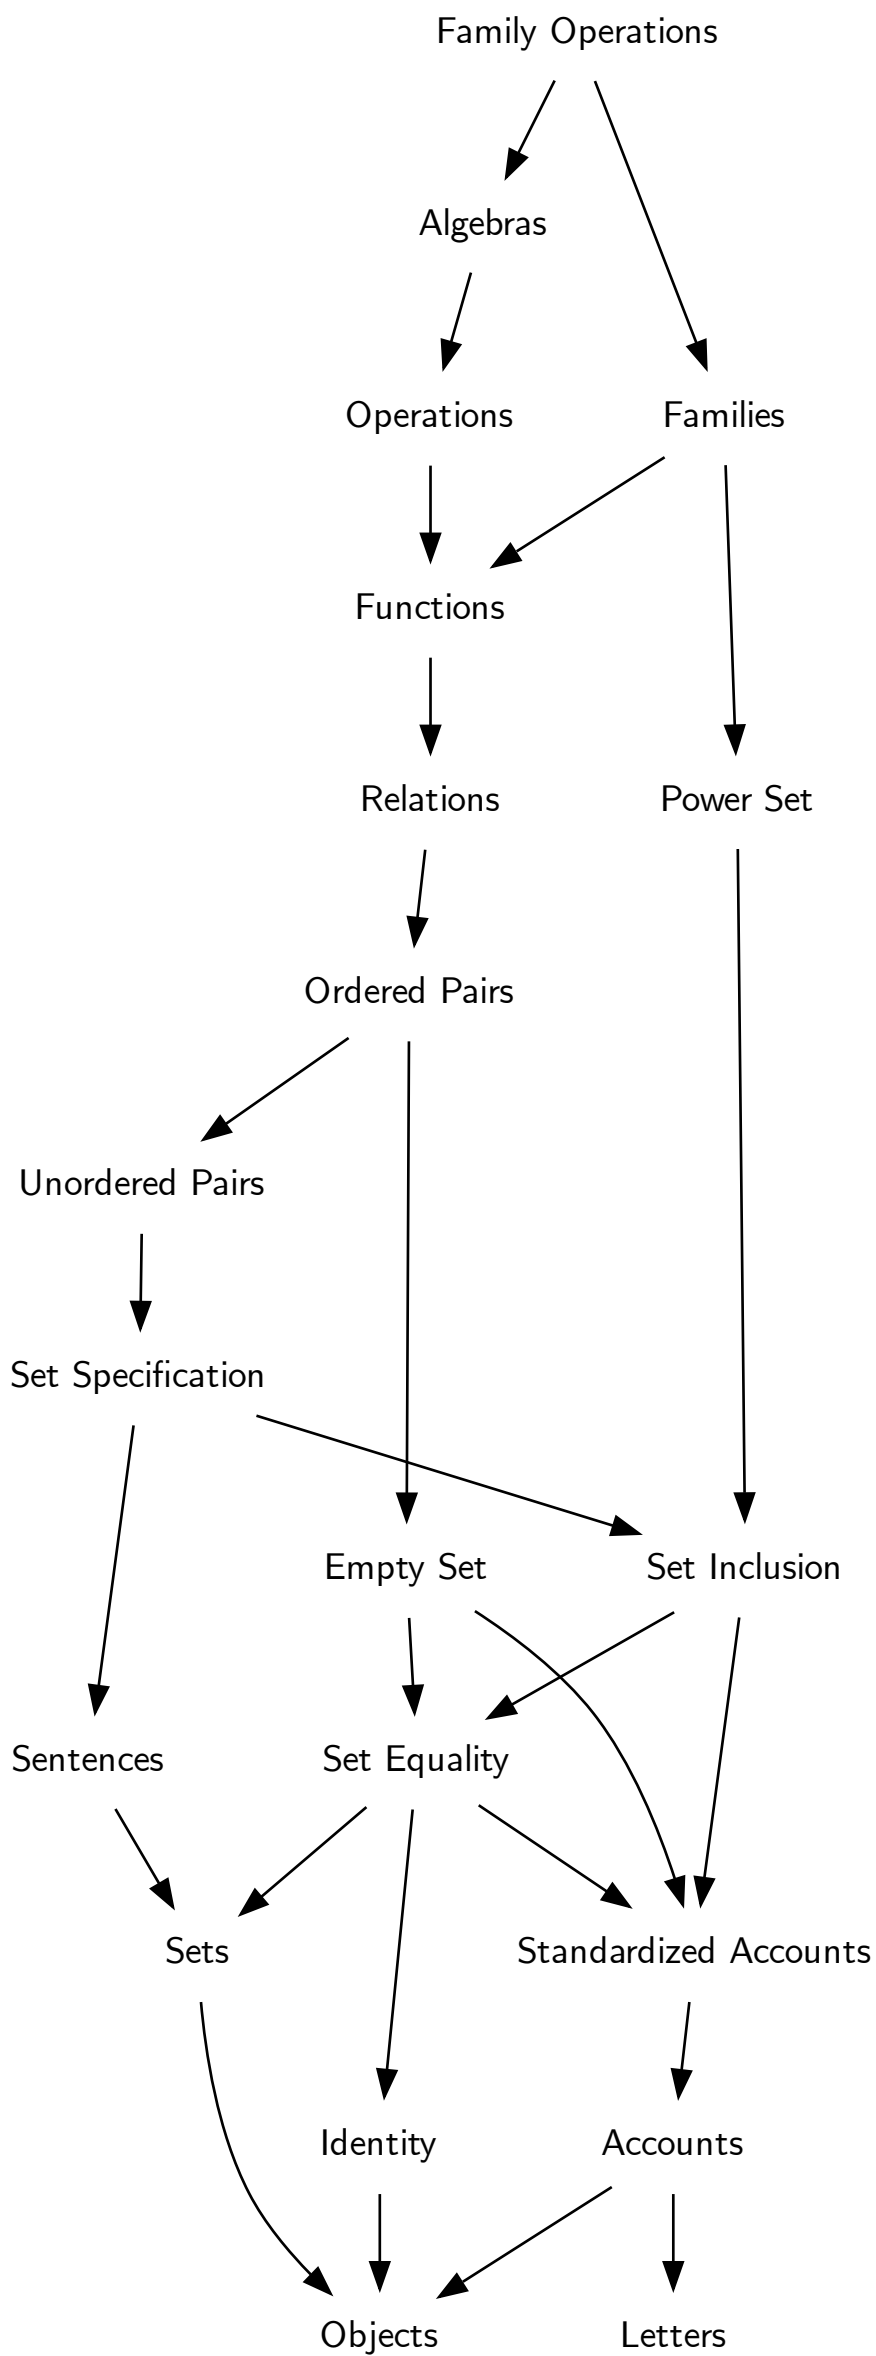 Family Operations
Algebras
Operations
Families
Functions
Relations
Power Set
Ordered Pairs
Unordered Pairs
Set Specification
Empty Set
Set Inclusion
Sentences
Set Equality
Sets
Standardized Accounts
Identity
Accounts
Objects
Letters